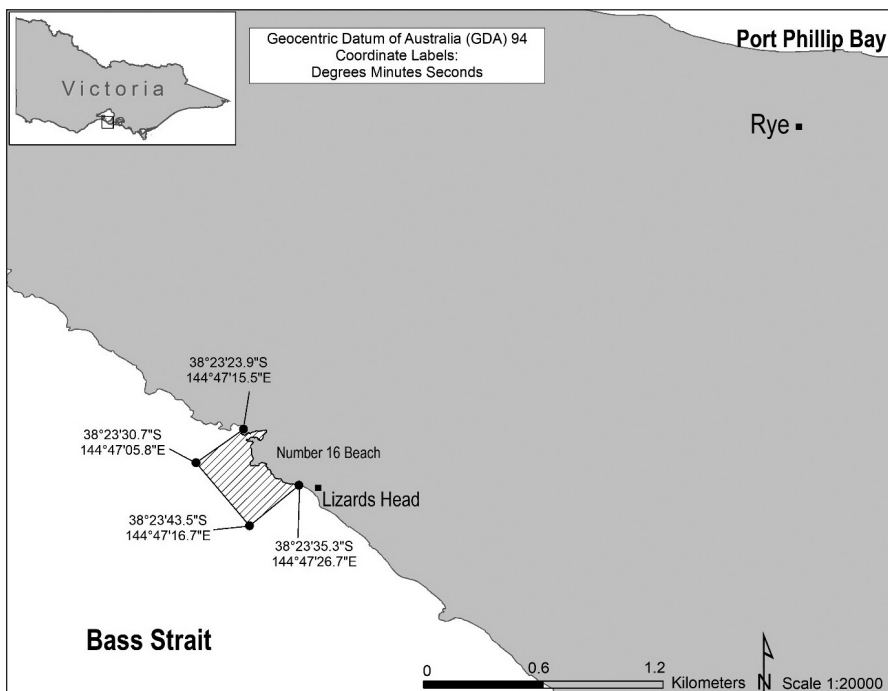 Geocentric Datum of Australia (GDA) 94
Coordinate Labels:
Degrees Minutes Seconds
Port Phillip Bay
Victoria
Rye
38°23'23.9"S
144°47'15.5"E
38°23'30.7"S
144°47'05.8"E
Number 16 Beach
Lizards Head
38°23'43.5"S
144°47'16.7"E
38°23'35.3"S
144°47'26.7"E
Bass Strait
0 0.6 1.2
Kilometers
N
Scale 1:20000